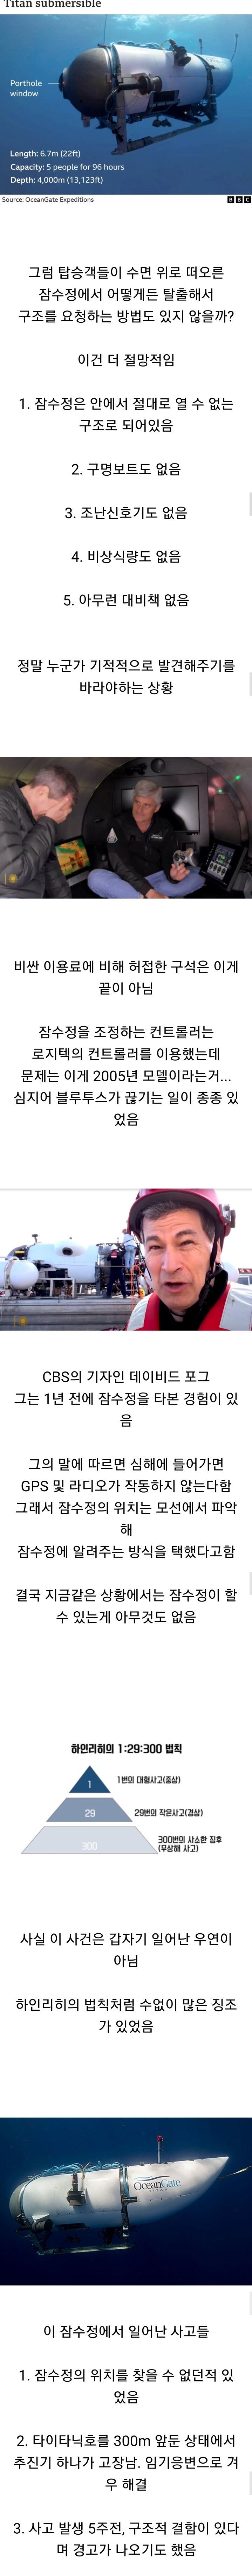 Titan submersible
Porthole
window
Length: 6.7m (22ft)
Capacity: 5 people for 96 hours
Depth: 4,000m (13,123ft)
Source: OceanGate Expeditions
BBC
그럼 탑승객들이 수면 위로 떠오른
잠수정에서 어떻게든 탈출해서
구조를 요청하는 방법도 있지 않을까?
이건 더 절망적임
1. 잠수정은 안에서 절대로 열 수 없는
구조로 되어있음
2. 구명보트도 없음
3. 조난신호기도 없음
4. 비상식량도 없음
5. 아무런 대비책 없음
정말 누군가 기적적으로 발견해주기를
바라야하는 상황
비싼 이용료에 비해 허접한 구석은 이게
끝이 아님
잠수정을 조정하는 컨트롤러는
로지텍의 컨트롤러를 이용했는데
문제는 이게 2005년 모델이라는거...
심지어 블루투스가 끊기는 일이 종종 있
었음
CBS의 기자인 데이비드 포그
그는 1년 전에 잠수정을 타본 경험이 있
음
그의 말에 따르면 심해에 들어가면
GPS 및 라디오가 작동하지 않는다함
그래서 잠수정의 위치는 모선에서 파악
해
잠수정에 알려주는 방식을 택했다고함
결국 지금같은 상황에서는 잠수정이 할
수 있는게 아무것도 없음
하인리히의 1:29:300 법칙
1
1번의 대형사고(중상)
29
29번의 작은사고(경상)
300
300번의 사소한 징후
(무상해 사고)
사실 이 사건은 갑자기 일어난 우연이
아님
하인리히의 법칙처럼 수없이 많은 징조
가 있었음
OceanGate
이 잠수정에서 일어난 사고들
1. 잠수정의 위치를 찾을 수 없던적 있
었음
2. 타이타닉호를 300m 앞둔 상태에서
추진기 하나가 고장남. 임기응변으로 겨
우 해결
3. 사고 발생 5주전, 구조적 결함이 있다
며 경고가 나오기도 했음